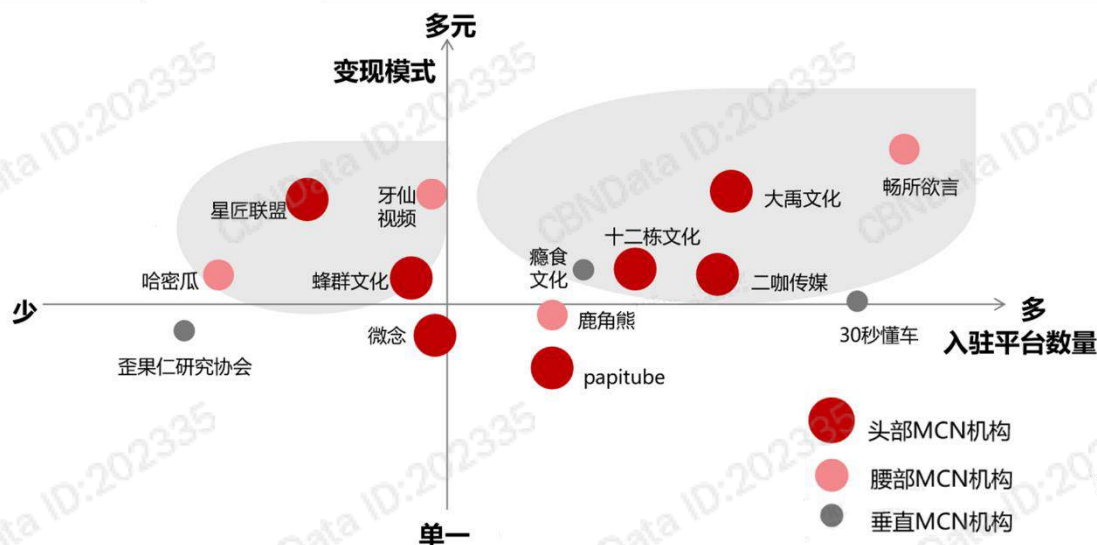 多元
变现模式
星匠联盟
牙仙
视频
大禹文化
畅所欲言
十二栋文化
瘾食
文化
哈密瓜
蜂群文化
二咖传媒
少
多
微念
鹿角熊
30秒懂车
入驻平台数量
歪果仁研究协会
papitube
头部MCN机构
腰部MCN机构
垂直MCN机构
单一
CBNData ID:202335